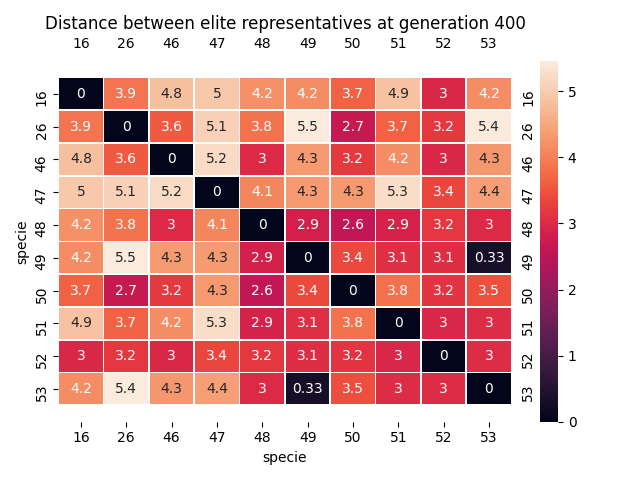 Distance between elite representatives at generation 400
16 26 46 47 48 49 50 51 52 53
16 0 3.9 4.8 5 4.2 4.2 3.7 4.9 3 4.2 16
26 3.9 0 3.6 5.1 3.8 5.5 2.7 3.7 3.2 5.4 26
46 4.8 3.6 0 5.2 3 4.3 3.2 4.2 3 4.3 46
47 5 5.1 5.2 0 4.1 4.3 4.3 5.3 3.4 4.4 47
48 4.2 3.8 3 4.1 0 2.9 2.6 2.9 3.2 3 48
49 4.2 5.5 4.3 4.3 2.9 0 3.4 3.1 3.1 0.33 49
50 3.7 2.7 3.2 4.3 2.6 3.4 0 3.8 3.2 3.5 50
51 4.9 3.7 4.2 5.3 2.9 3.1 3.8 0 3 3 51
52 3 3.2 3 3.4 3.2 3.1 3.2 3 0 3 52
53 4.2 5.4 4.3 4.4 3 0.33 3.5 3 3 0 53
16 26 46 47 48 49 50 51 52 53
specie
specie
5
4
3
2
1
0